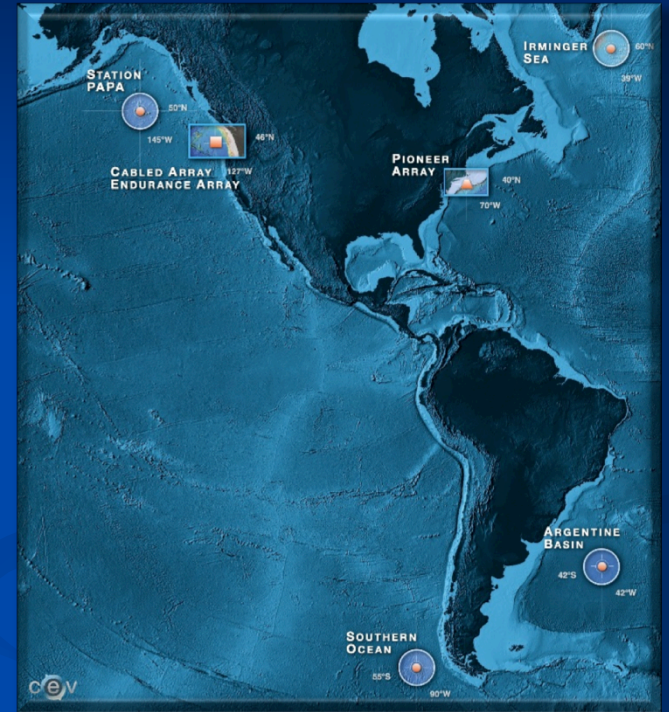 IRMINGER
SEA
60°N
39°W
STATION
PAPA
50°N
145°W
46°N
127°W
CABLED ARRAY
ENDURANCE ARRAY
PIONEER
ARRAY
40°N
70°W
ARGENTINE
BASIN
42°S
42°W
SOUTHERN
OCEAN
55°S
90°W
cev